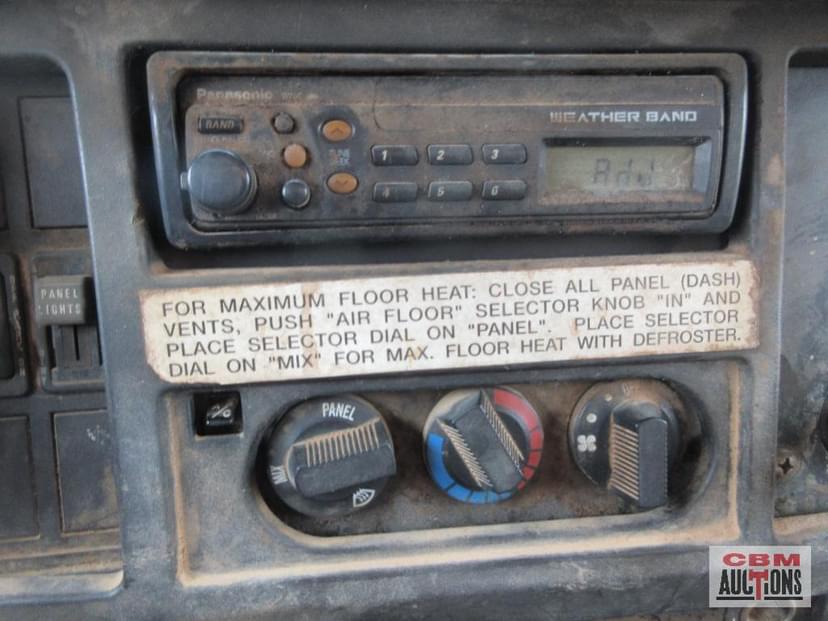 Panasonic
WEATHER BAND
BAND
1 2 3
4 5 6
Adj
PANEL
LIGHTS
FOR MAXIMUM FLOOR HEAT: CLOSE ALL PANEL (DASH)
VENTS, PUSH "AIR FLOOR" SELECTOR KNOB "IN" AND
PLACE SELECTOR DIAL ON "PANEL". PLACE SELECTOR
DIAL ON "MIX" FOR MAX. FLOOR HEAT WITH DEFROSTER.
A/C
PANEL
MIX
CBM
AUCTIONS